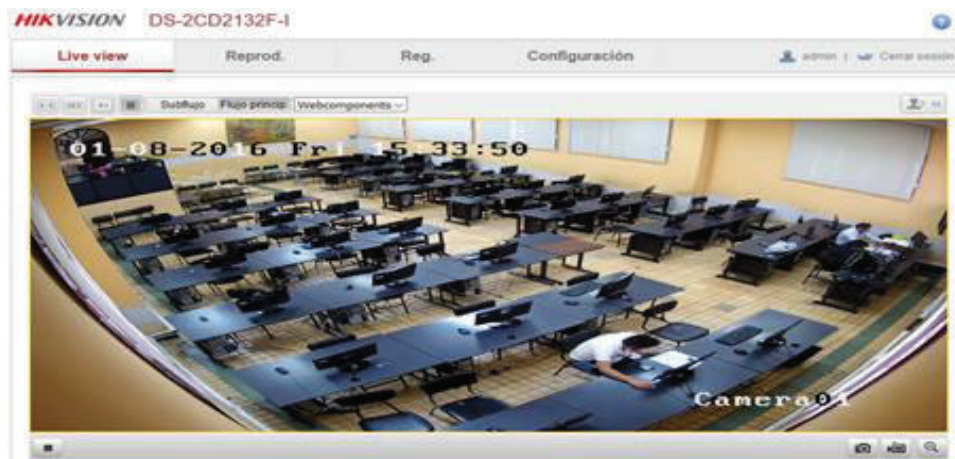 HIKVISION DS-2CD2132F-I
Live view Reprod. Reg. Configuración admin | Cerrar sesión
Subflujo Flujo princip Webcomponents
01-08-2016 Fri 15:33:50
Camera01